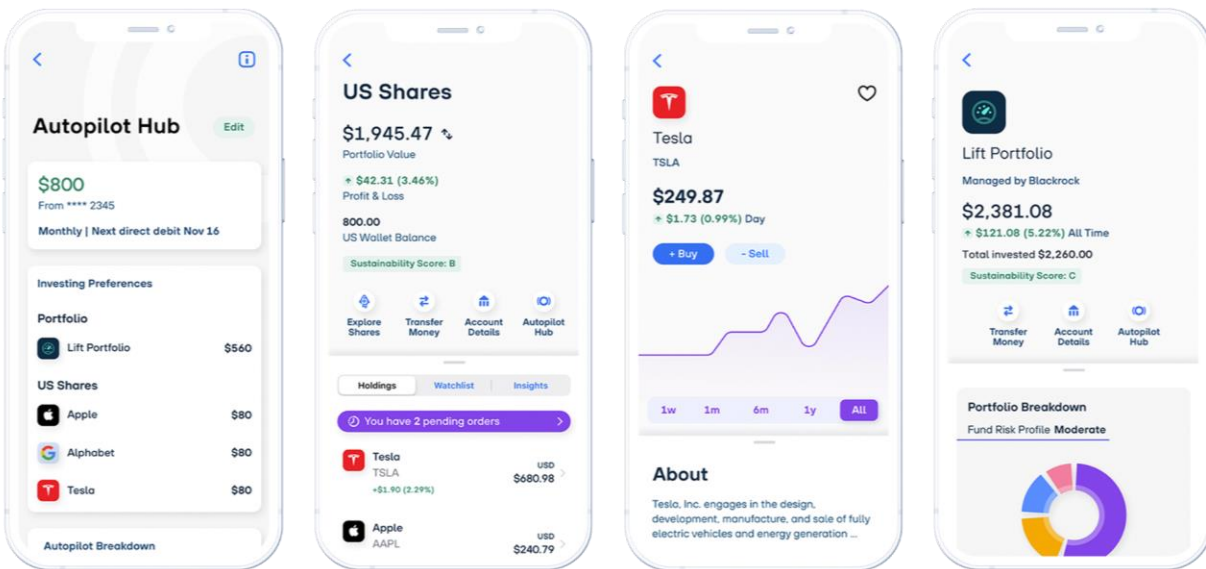 Autopilot Hub
Edit
$800
From **** 2345
Monthly | Next direct debit Nov 16
Investing Preferences
Portfolio
Lift Portfolio $560
US Shares
Apple $80
Alphabet $80
Tesla $80
Autopilot Breakdown
US Shares
$1,945.47
Portfolio Value
$42.31 (3.46%)
Profit & Loss
800.00
US Wallet Balance
Sustainability Score: B
Explore Transfer Account Autopilot
Shares Money Details Hub
Holdings Watchlist Insights
You have 2 pending orders
Tesla
TSLA
+$1.90 (2.29%)
USD
$680.98
Apple
AAPL
USD
$240.79
Tesla
TSLA
$249.87
$1.73 (0.99%) Day
+ Buy - Sell
1w 1m 6m 1y All
About
Tesla, Inc. engages in the design,
development, manufacture, and sale of fully
electric vehicles and energy generation ...
Lift Portfolio
Managed by Blackrock
$2,381.08
$121.08 (5.22%) All Time
Total invested $2,260.00
Sustainability Score: C
Transfer Account Autopilot
Money Details Hub
Portfolio Breakdown
Fund Risk Profile Moderate